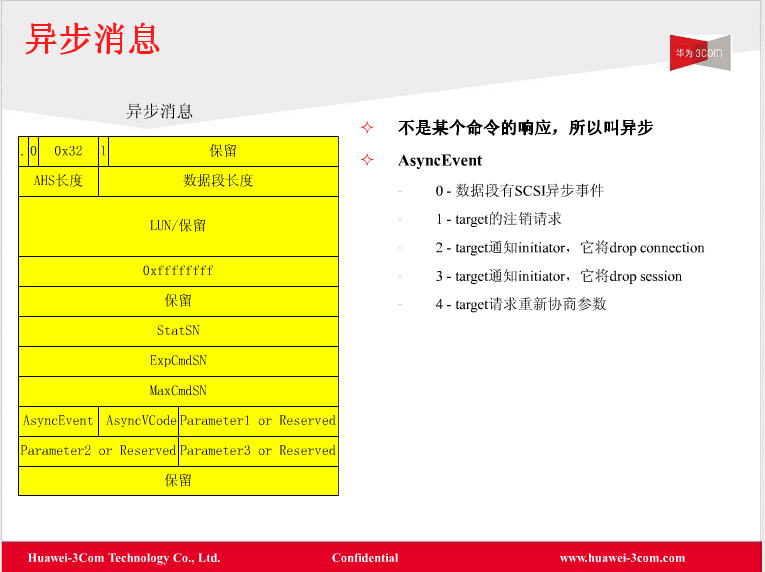 异步消息
华为3com
异步消息
. 0 0x32 1 保留
AHS长度 数据段长度
LUN/保留
0xffffffff
保留
StatSN
ExpCmdSN
MaxCmdSN
AsyncEvent AsyncVCode Parameter1 or Reserved
Parameter2 or Reserved Parameter3 or Reserved
保留
不是某个命令的响应，所以叫异步
AsyncEvent
- 0 - 数据段有SCSI异步事件
- 1 - target的注销请求
- 2 - target通知initiator，它将drop connection
- 3 - target通知initiator，它将drop session
- 4 - target请求重新协商参数
Huawei-3Com Technology Co., Ltd. Confidential www.huawei-3com.com